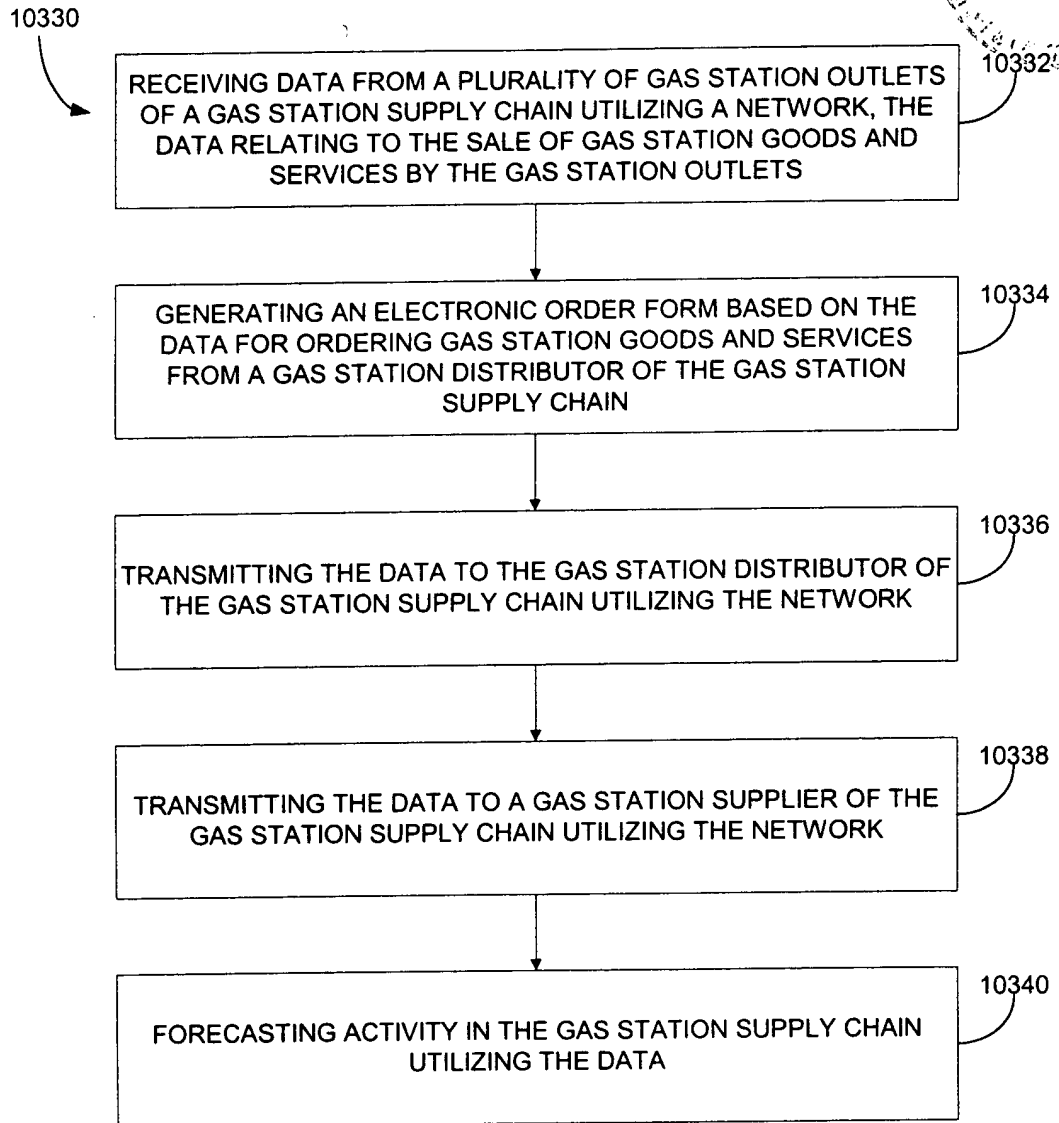 10330
10332
RECEIVING DATA FROM A PLURALITY OF GAS STATION OUTLETS
OF A GAS STATION SUPPLY CHAIN UTILIZING A NETWORK, THE
DATA RELATING TO THE SALE OF GAS STATION GOODS AND
SERVICES BY THE GAS STATION OUTLETS
10334
GENERATING AN ELECTRONIC ORDER FORM BASED ON THE
DATA FOR ORDERING GAS STATION GOODS AND SERVICES
FROM A GAS STATION DISTRIBUTOR OF THE GAS STATION
SUPPLY CHAIN
10336
TRANSMITTING THE DATA TO THE GAS STATION DISTRIBUTOR OF
THE GAS STATION SUPPLY CHAIN UTILIZING THE NETWORK
10338
TRANSMITTING THE DATA TO A GAS STATION SUPPLIER OF THE
GAS STATION SUPPLY CHAIN UTILIZING THE NETWORK
10340
FORECASTING ACTIVITY IN THE GAS STATION SUPPLY CHAIN
UTILIZING THE DATA